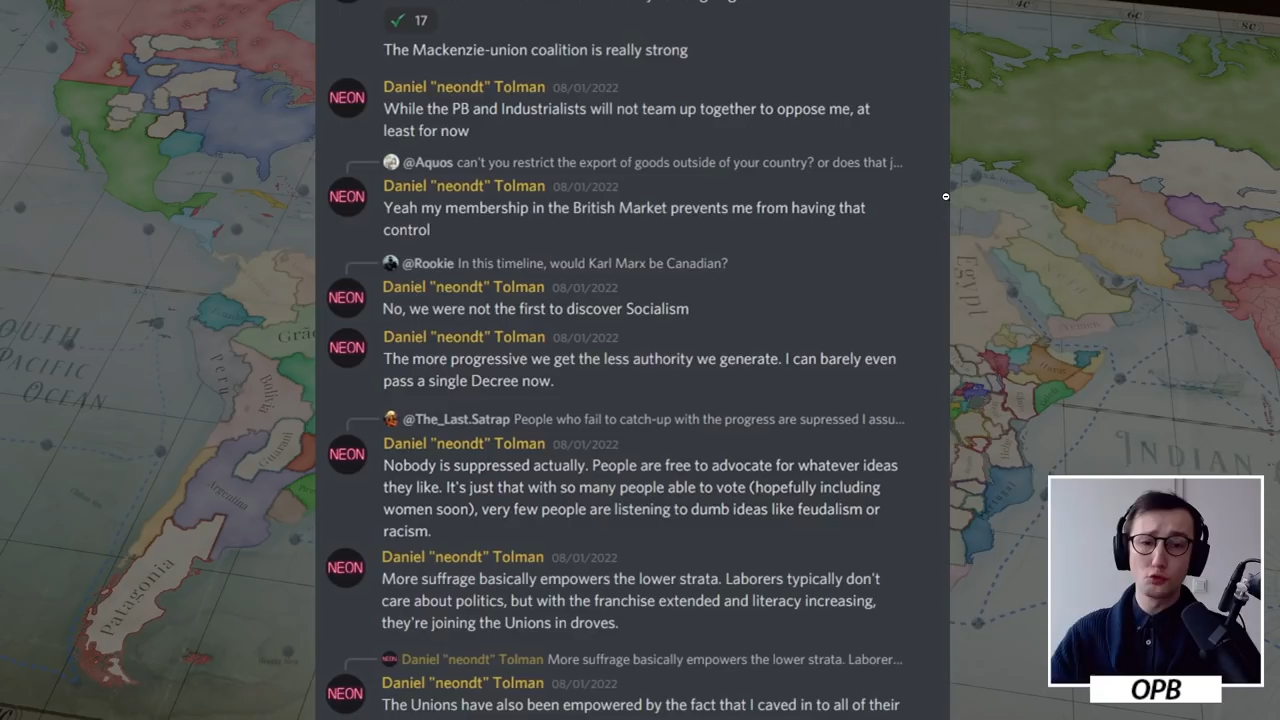 17
The Mackenzie-union coalition is really strong
NEON
Daniel "neondt" Tolman 08/01/2022
While the PB and Industrialists will not team up together to oppose me, at
least for now
@Aquos can't you restrict the export of goods outside of your country? or does that j...
NEON
Daniel "neondt" Tolman 08/01/2022
Yeah my membership in the British Market prevents me from having that
control
@Rookie In this timeline, would Karl Marx be Canadian?
NEON
Daniel "neondt" Tolman 08/01/2022
No, we were not the first to discover Socialism
NEON
Daniel "neondt" Tolman 08/01/2022
The more progressive we get the less authority we generate. I can barely even
pass a single Decree now.
@The_Last.Satrap People who fail to catch-up with the progress are supressed I assu...
NEON
Daniel "neondt" Tolman 08/01/2022
Nobody is suppressed actually. People are free to advocate for whatever ideas
they like. It's just that with so many people able to vote (hopefully including
women soon), very few people are listening to dumb ideas like feudalism or
racism.
NEON
Daniel "neondt" Tolman 08/01/2022
More suffrage basically empowers the lower strata. Laborers typically don't
care about politics, but with the franchise extended and literacy increasing,
they're joining the Unions in droves.
NEON
Daniel "neondt" Tolman More suffrage basically empowers the lower strata. Laborer...
NEON
Daniel "neondt" Tolman 08/01/2022
The Unions have also been empowered by the fact that I caved in to all of their
OUTH
PACIFIC
OCEAN
Peru
Bolivia
Guarani
Argentina
Patagonia
Egypt
INDIAN
OPB